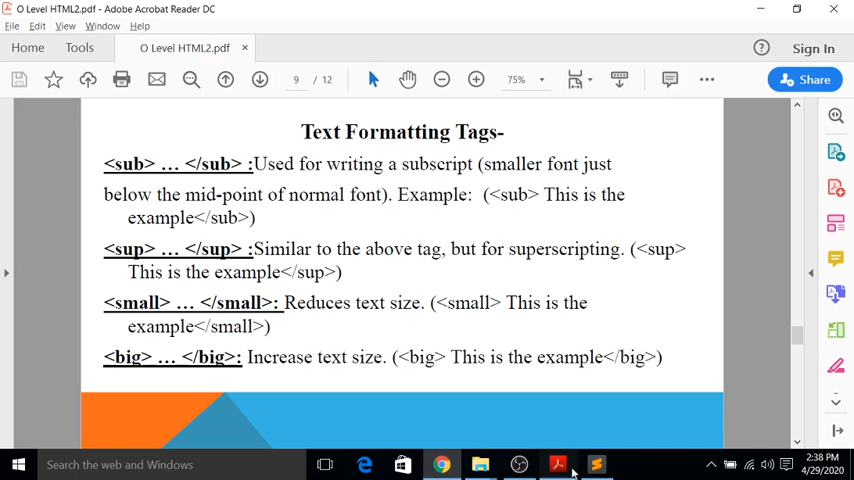 O Level HTML2.pdf - Adobe Acrobat Reader DC
File Edit View Window Help
Home Tools O Level HTML2.pdf × ? Sign In
9 / 12 75% Share
Text Formatting Tags-
<sub> ... </sub> :Used for writing a subscript (smaller font just
below the mid-point of normal font). Example: (<sub> This is the
example</sub>)
<sup> ... </sup> :Similar to the above tag, but for superscripting. (<sup>
This is the example</sup>)
<small> ... </small>: Reduces text size. (<small> This is the
example</small>)
<big> ... </big>: Increase text size. (<big> This is the example</big>)
Search the web and Windows
2:38 PM
4/29/2020